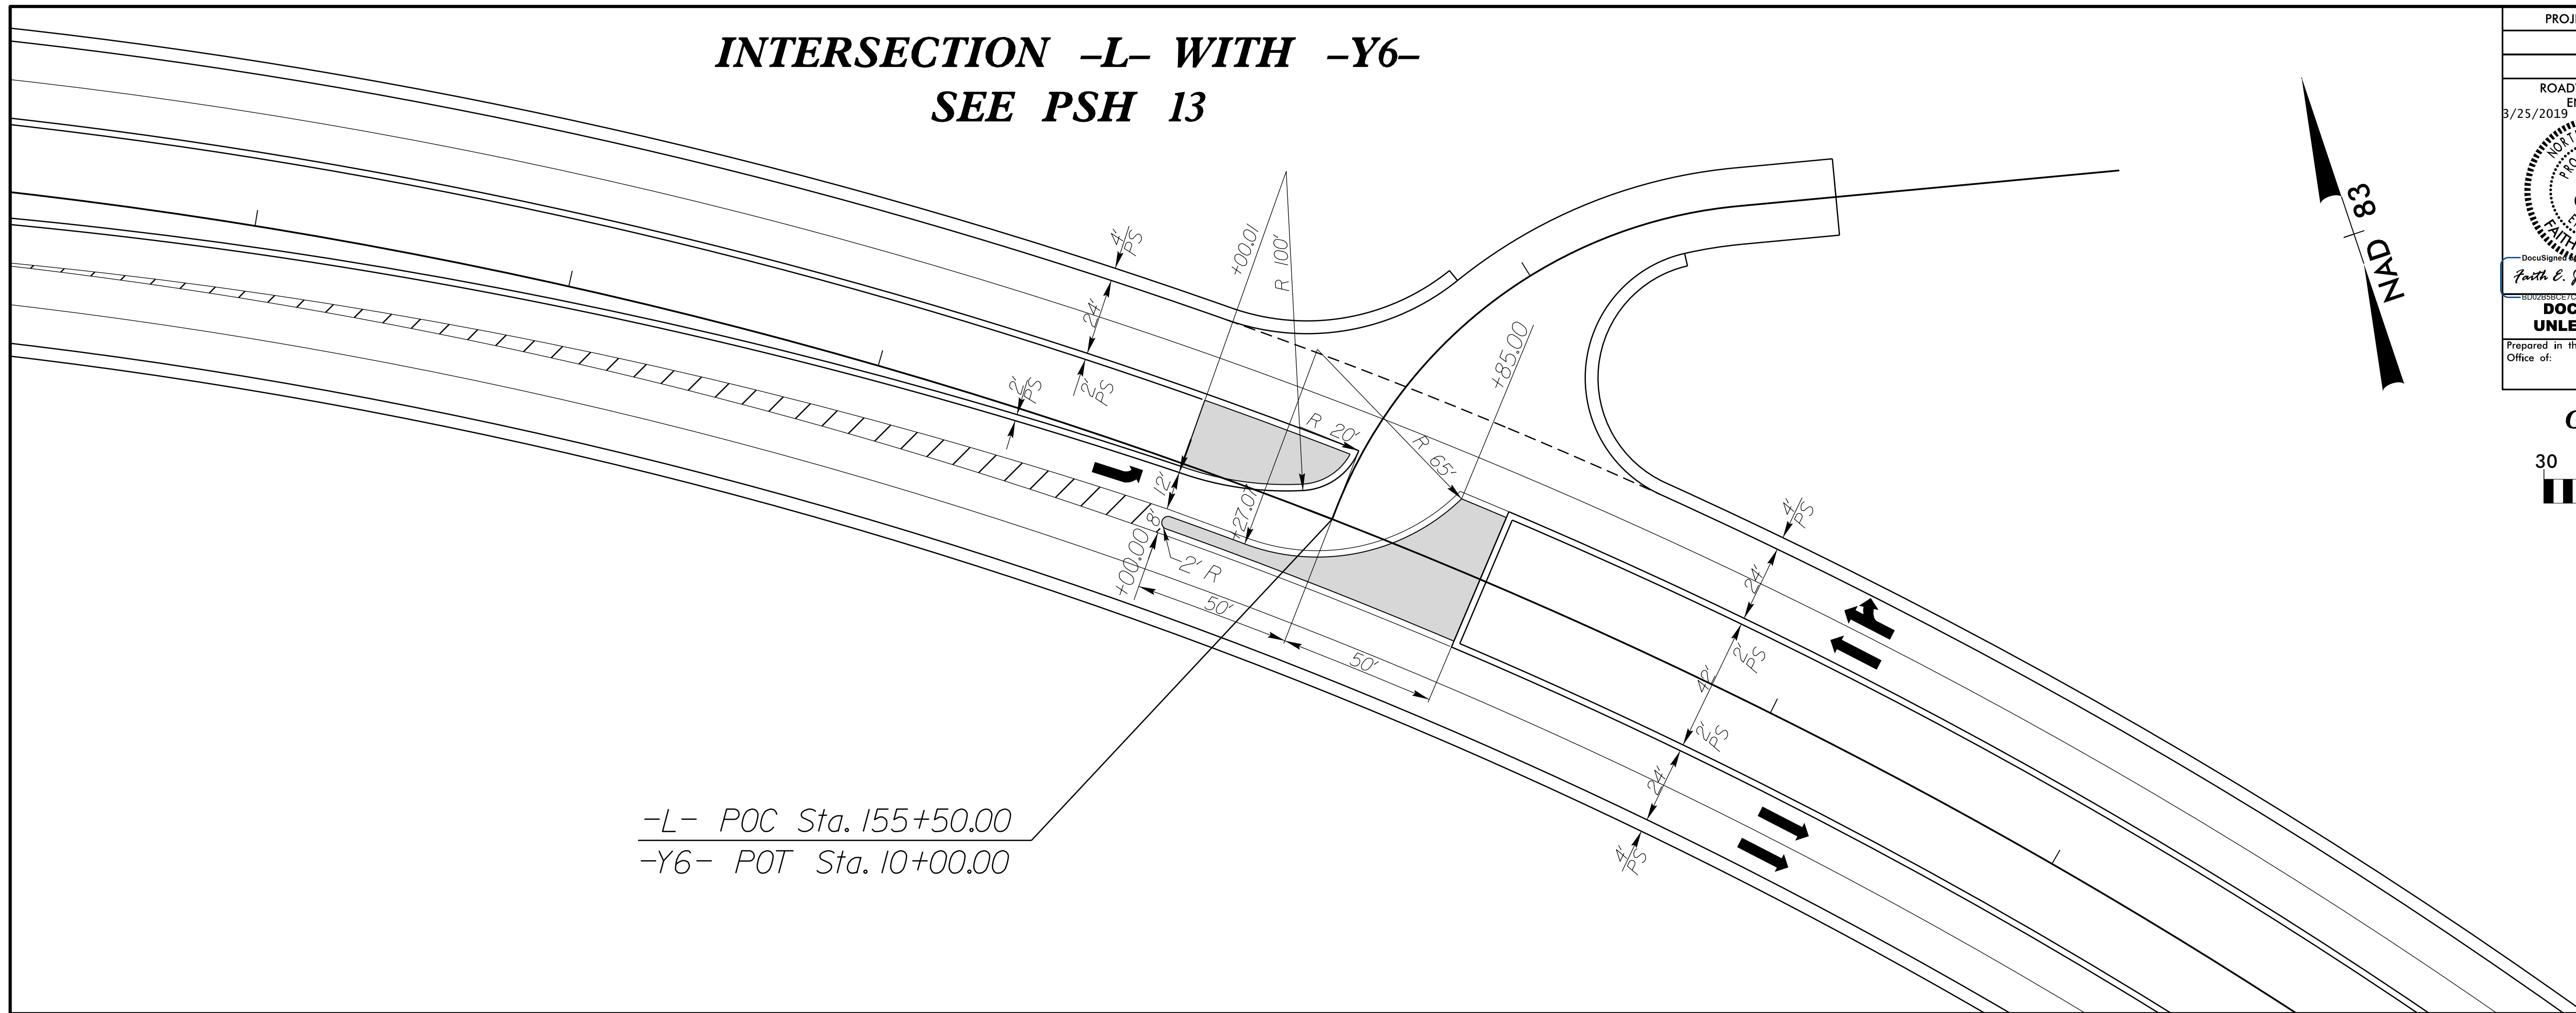 INTERSECTION -L- WITH -Y6-
SEE PSH 13
4'
PS
24'
2'
PS
2'
PS
+00.01
R 100'
R 20'
R 65'
+85.00
12'
8'
+27.07
+00.00
2' R
50'
50'
4'
PS
24'
2'
PS
42'
2'
PS
24'
4'
PS
-L- POC Sta. 155+50.00
-Y6- POT Sta. 10+00.00
NAD 83
PROJ
ROAD
3/25/2019
DocuSigned
Faith E.
DOC
UNLE
Prepared in th
Office of:
30